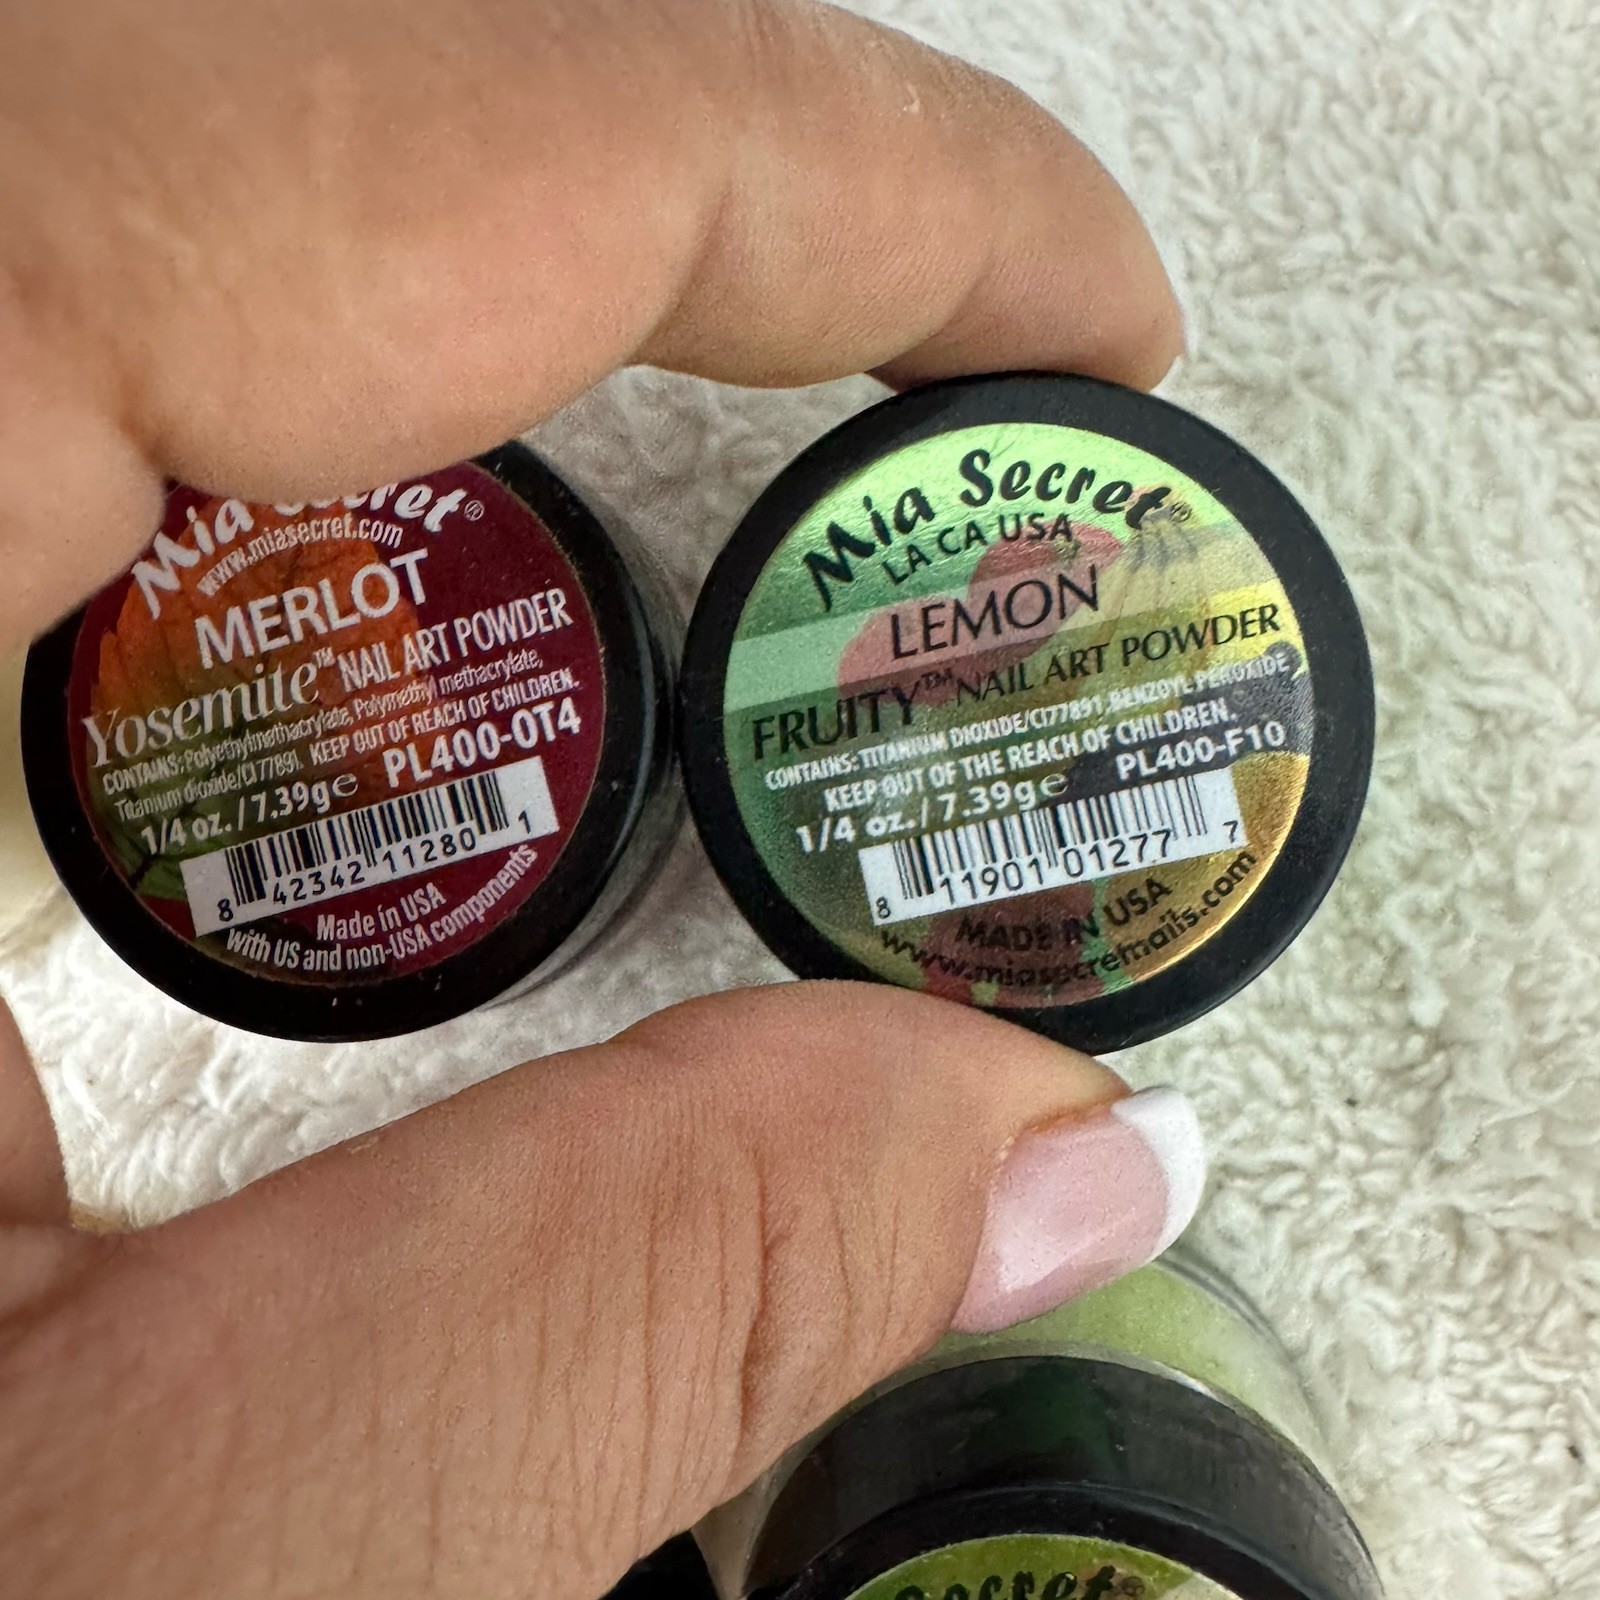 Mia Secret®
www.miasecret.com
MERLOT
Yosemite™ NAIL ART POWDER
CONTAINS: Polyethylmethacrylate, Polymethyl methacrylate,
Titanium dioxide/CI 77891. KEEP OUT OF REACH OF CHILDREN.
1/4 oz. / 7.39g e PL400-OT4
8 42342 11280 1
Made in USA
with US and non-USA components
Mia Secret®
LA CA USA
LEMON
FRUITY™ NAIL ART POWDER
CONTAINS: TITANIUM DIOXIDE/CI77891, BENZOYL PEROXIDE
KEEP OUT OF THE REACH OF CHILDREN.
1/4 oz. / 7.39g e PL400-F10
8 11901 01277 7
MADE IN USA
www.miasecretnails.com
Secret®